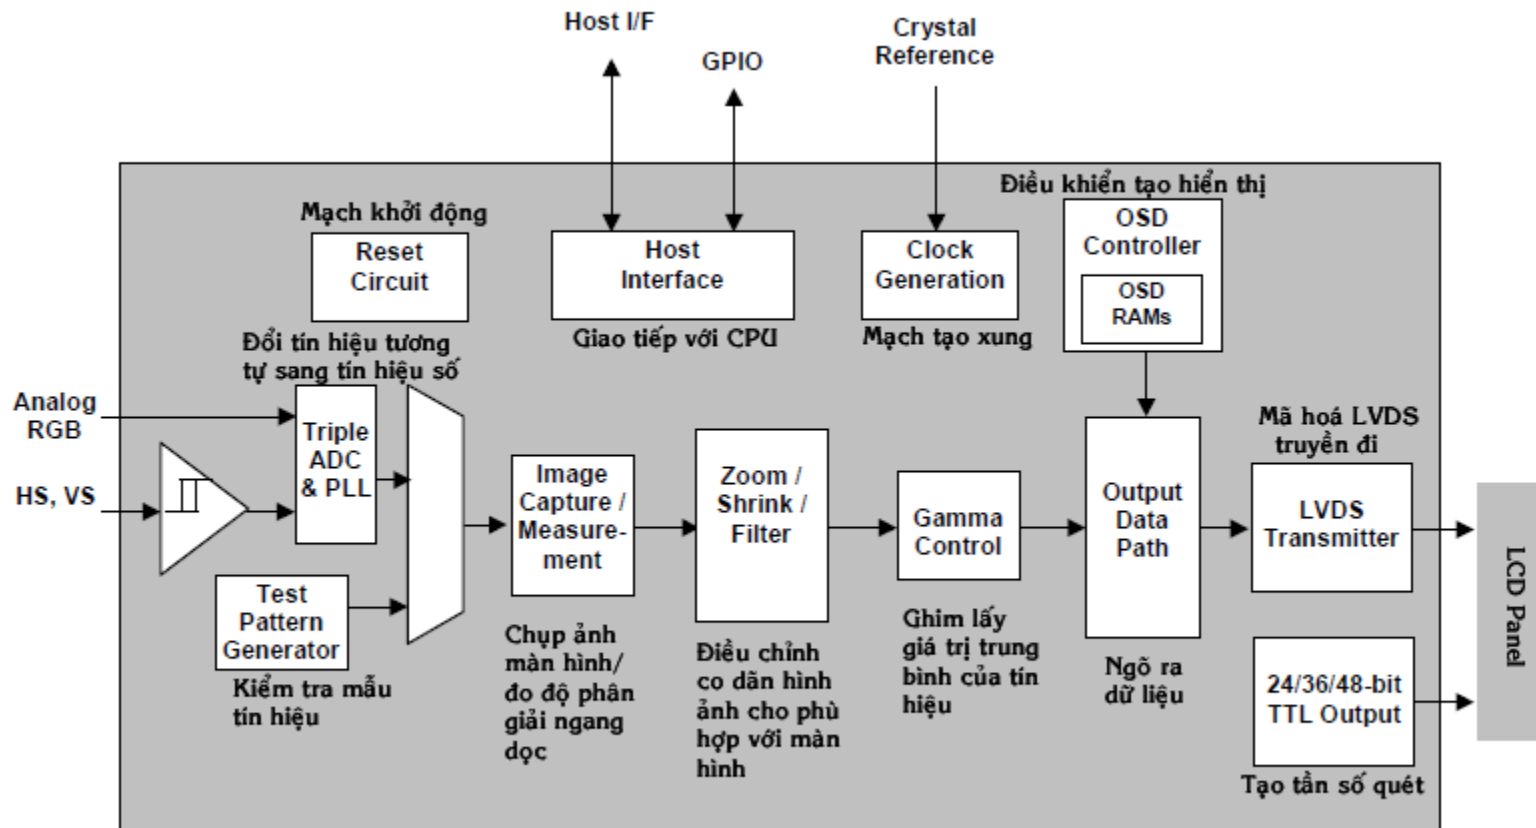 Host I/F
GPIO
Crystal
Reference
Điều khiển tạo hiển thị
Mạch khởi động
Reset
Circuit
Host
Interface
Giao tiếp với CPU
Clock
Generation
Mạch tạo xung
OSD
Controller
OSD
RAMs
Đổi tín hiệu tương
tự sang tín hiệu số
Analog
RGB
HS, VS
Triple
ADC
& PLL
Test
Pattern
Generator
Kiểm tra mẫu
tín hiệu
Image
Capture /
Measure-
ment
Chụp ảnh
màn hình/
đo độ phân
giải ngang
dọc
Zoom /
Shrink /
Filter
Điều chỉnh
co dãn hình
ảnh cho phù
hợp với màn
hình
Gamma
Control
Ghim lấy
giá trị trung
bình của tín
hiệu
Output
Data
Path
Ngõ ra
dữ liệu
Mã hoá LVDS
truyền đi
LVDS
Transmitter
24/36/48-bit
TTL Output
Tạo tần số quét
LCD Panel